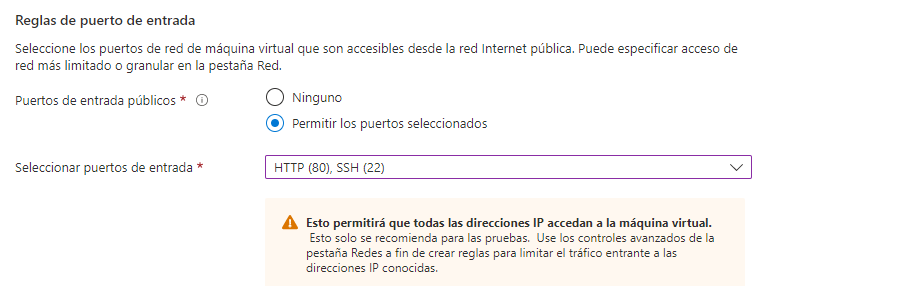 Reglas de puerto de entrada
Seleccione los puertos de red de máquina virtual que son accesibles desde la red Internet pública. Puede especificar acceso de
red más limitado o granular en la pestaña Red.
Puertos de entrada públicos *
Ninguno
Permitir los puertos seleccionados
Seleccionar puertos de entrada *
HTTP (80), SSH (22)
Esto permitirá que todas las direcciones IP accedan a la máquina virtual.
Esto solo se recomienda para las pruebas. Use los controles avanzados de la
pestaña Redes a fin de crear reglas para limitar el tráfico entrante a las
direcciones IP conocidas.